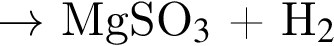 → MgSO₃ + H₂